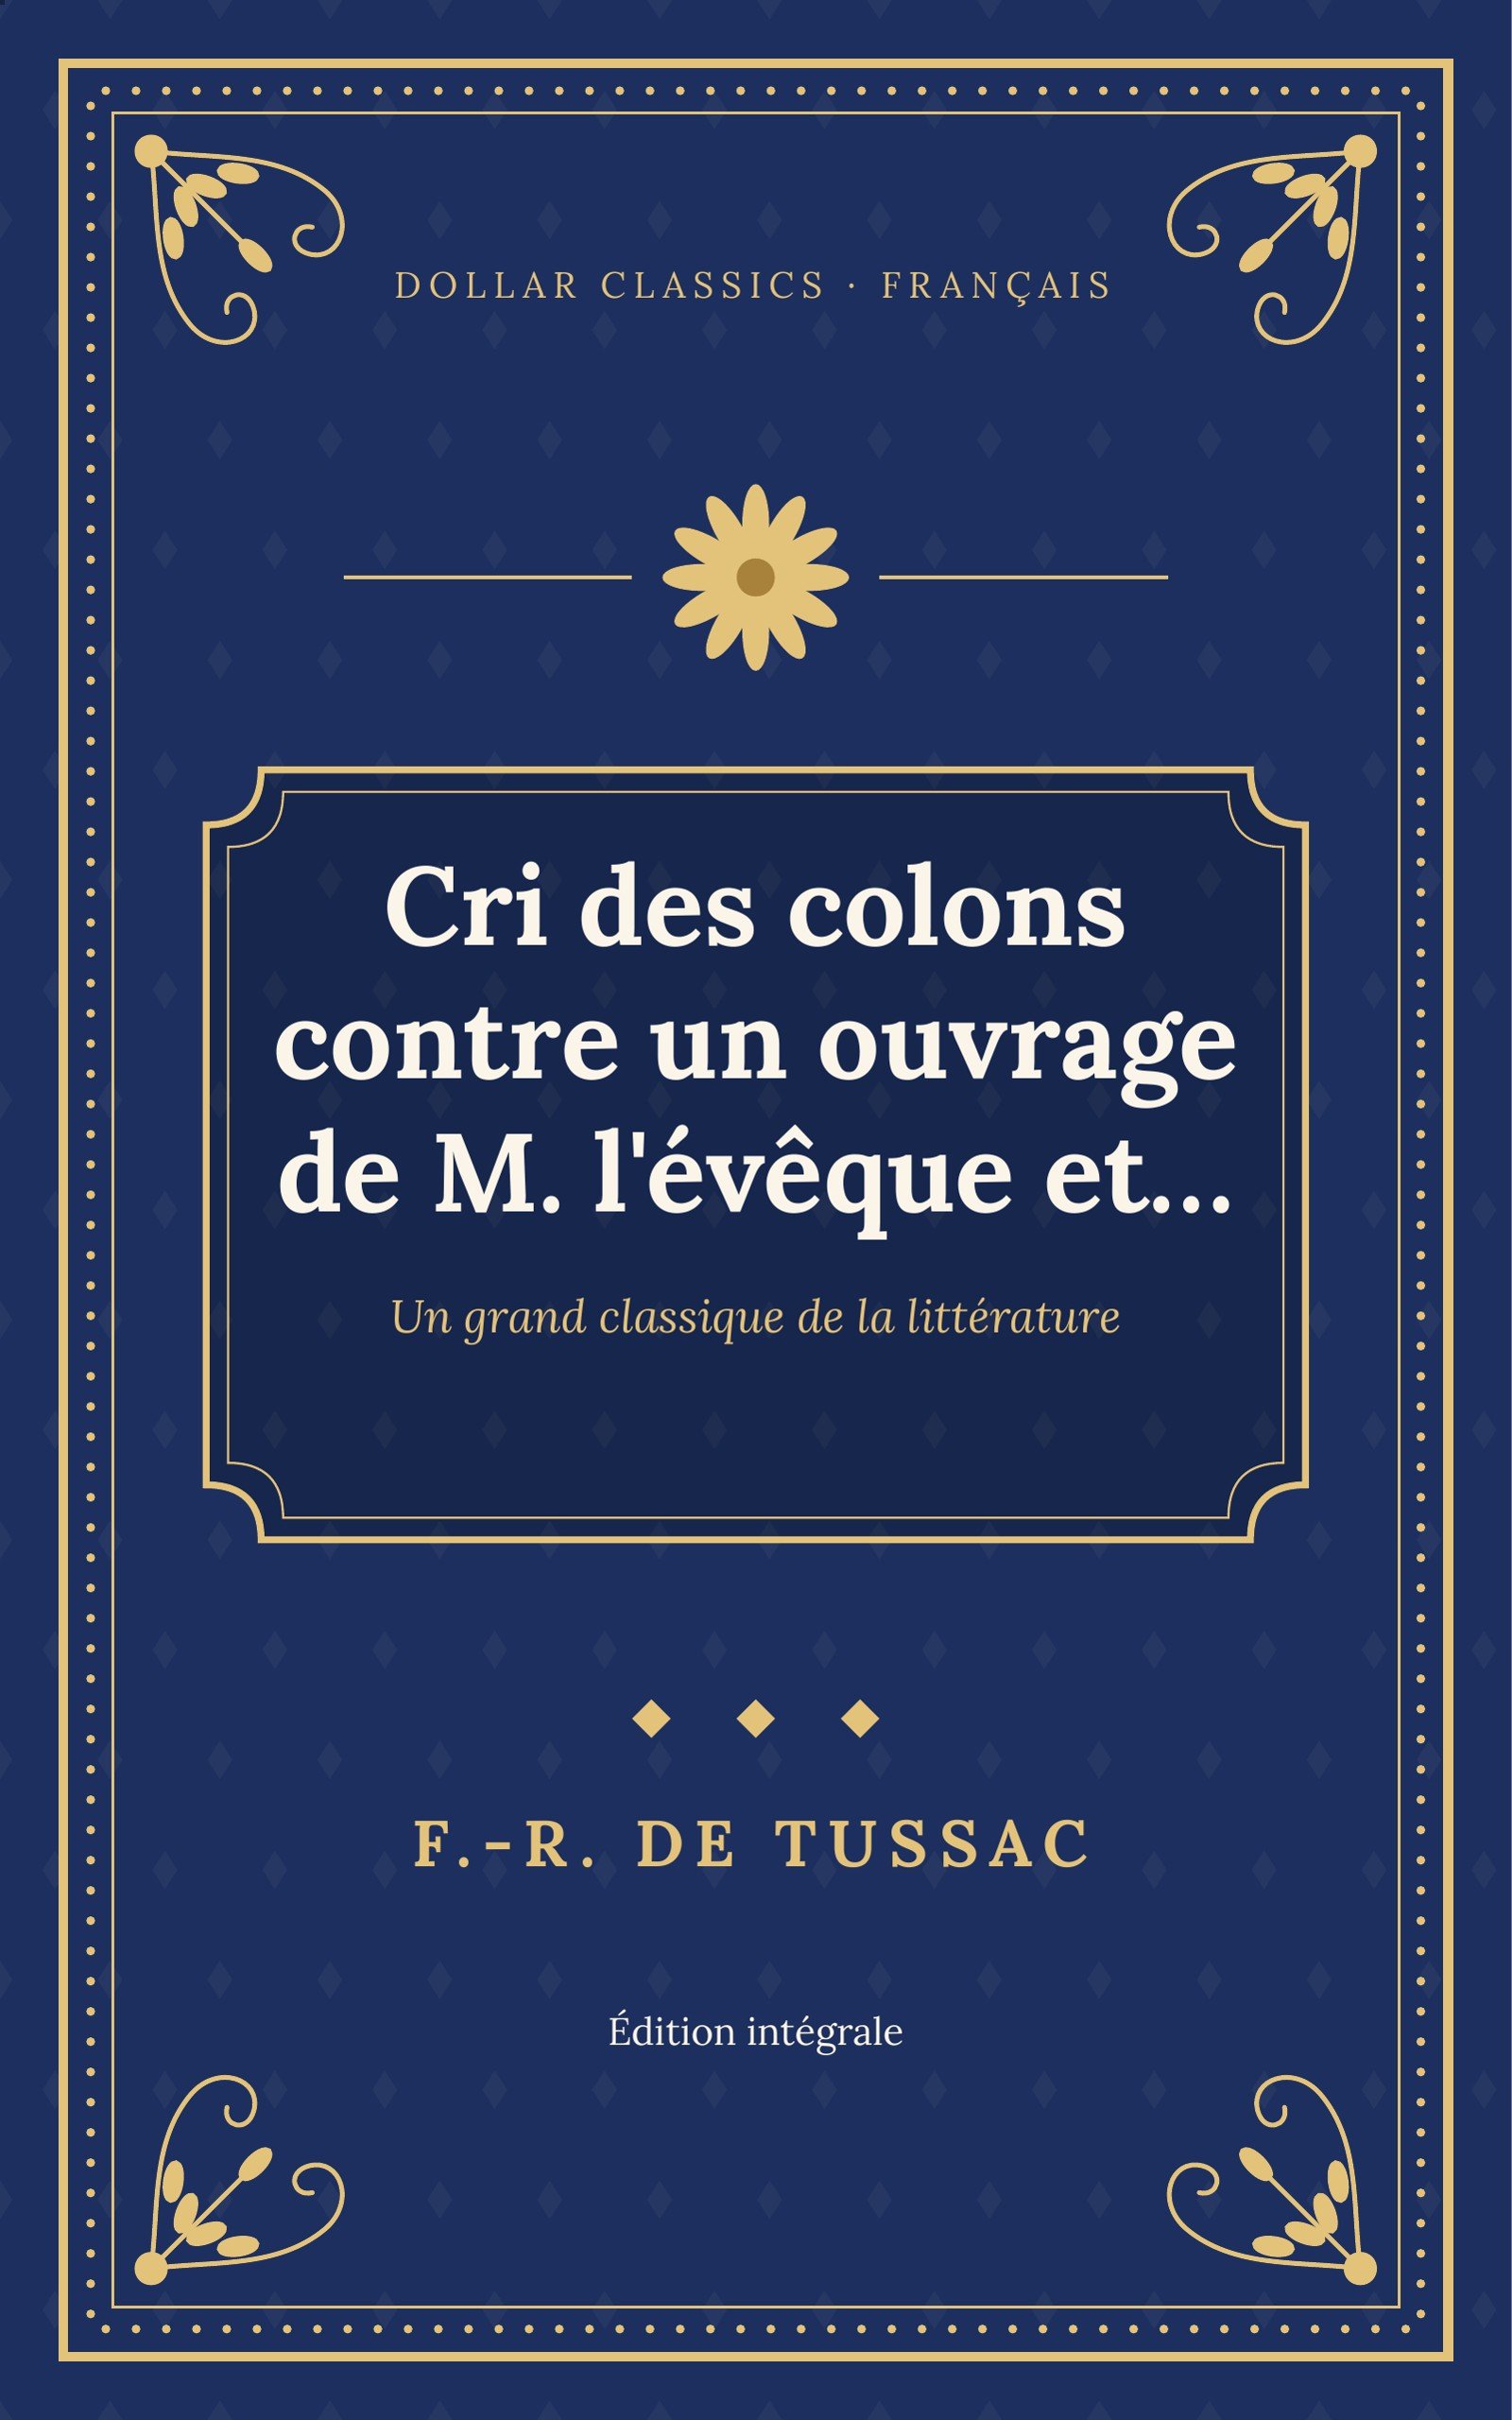 DOLLAR CLASSICS · FRANÇAIS
Cri des colons
contre un ouvrage
de M. l'évêque et...
Un grand classique de la littérature
F.-R. DE TUSSAC
Édition intégrale